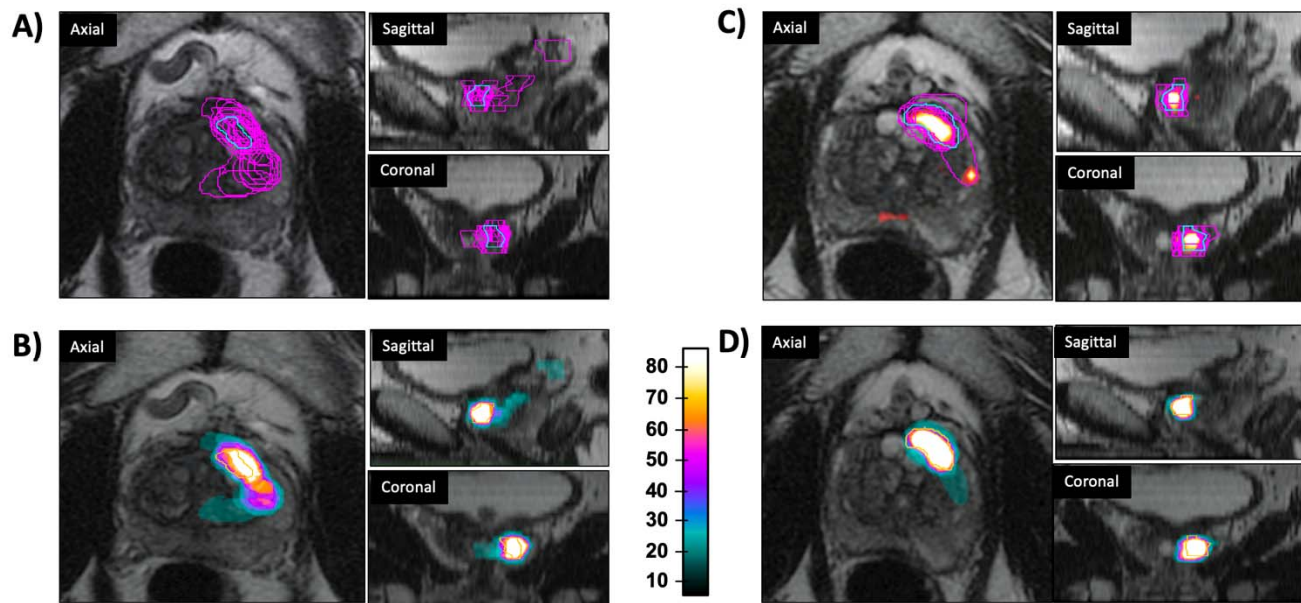 A)
Axial
Sagittal
Coronal
C)
Axial
Sagittal
Coronal
B)
Axial
Sagittal
Coronal
80
70
60
50
40
30
20
10
D)
Axial
Sagittal
Coronal